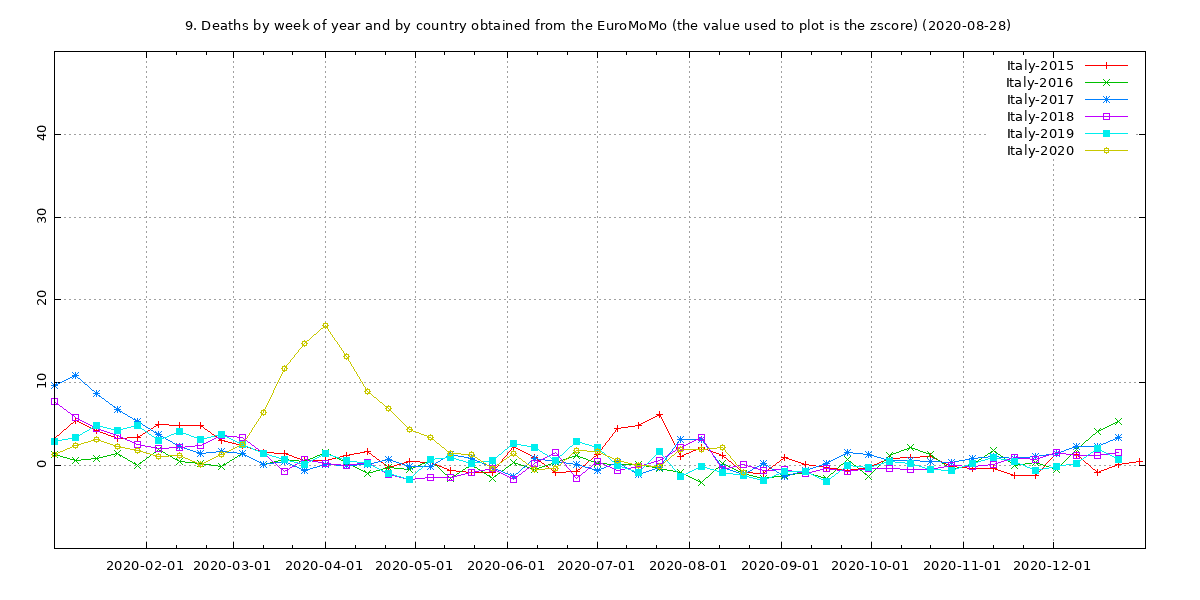 9. Deaths by week of year and by country obtained from the EuroMoMo (the value used to plot is the zscore) (2020-08-28)
Italy-2015
Italy-2016
Italy-2017
Italy-2018
Italy-2019
Italy-2020
40
30
20
10
0
2020-02-01 2020-03-01 2020-04-01 2020-05-01 2020-06-01 2020-07-01 2020-08-01 2020-09-01 2020-10-01 2020-11-01 2020-12-01